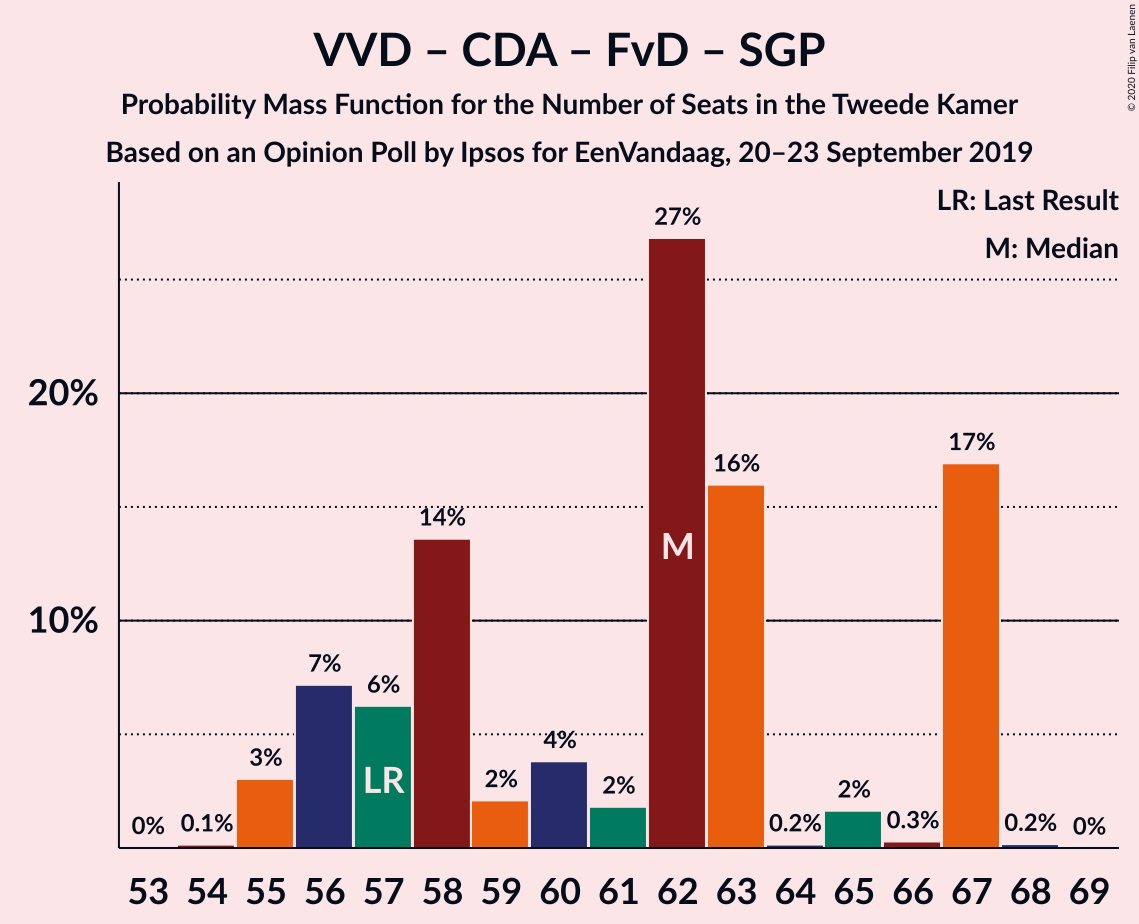 VVD – CDA – FvD – SGP
Probability Mass Function for the Number of Seats in the Tweede Kamer
Based on an Opinion Poll by Ipsos for EenVandaag, 20–23 September 2019
© 2020 Filip van Laenen
LR: Last Result
M: Median
20%
10%
0%
0.1%
3%
7%
6%
14%
2%
4%
2%
27%
16%
0.2%
2%
0.3%
17%
0.2%
0%
LR
M
53 54 55 56 57 58 59 60 61 62 63 64 65 66 67 68 69